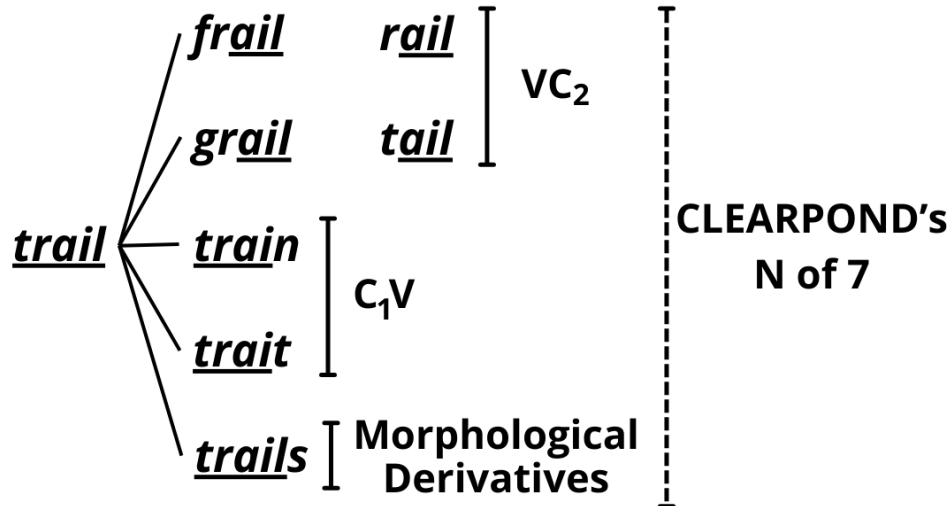 frail rail
VC2
grail tail
CLEARPOND's
trail train
N of 7
C1V
trait
Morphological
trails
Derivatives